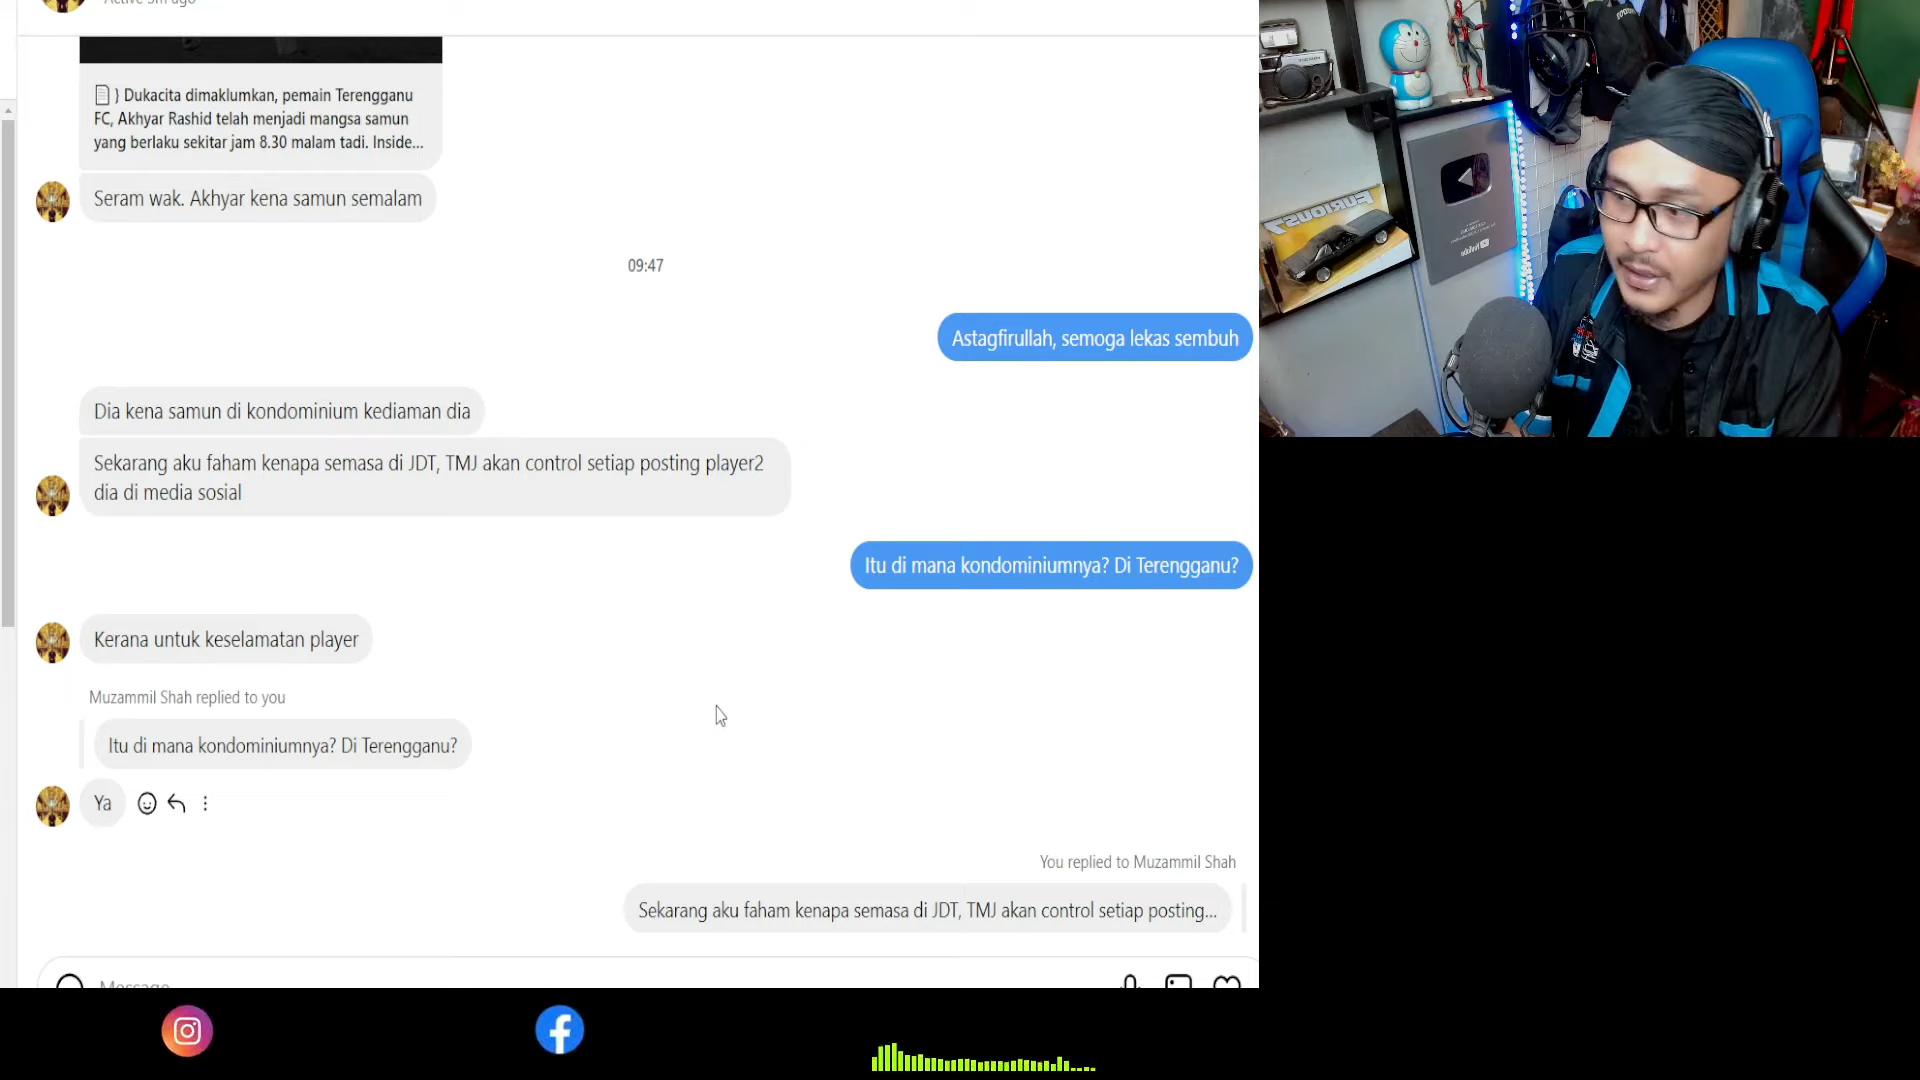 } Dukacita dimaklumkan, pemain Terengganu
FC, Akhyar Rashid telah menjadi mangsa samun
yang berlaku sekitar jam 8.30 malam tadi. Inside...
Seram wak. Akhyar kena samun semalam
09:47
Astagfirullah, semoga lekas sembuh
Dia kena samun di kondominium kediaman dia
Sekarang aku faham kenapa semasa di JDT, TMJ akan control setiap posting player2
dia di media sosial
Itu di mana kondominiumnya? Di Terengganu?
Kerana untuk keselamatan player
Muzammil Shah replied to you
Itu di mana kondominiumnya? Di Terengganu?
Ya
You replied to Muzammil Shah
Sekarang aku faham kenapa semasa di JDT, TMJ akan control setiap posting...
Message
FURIOUS 7
YouTube